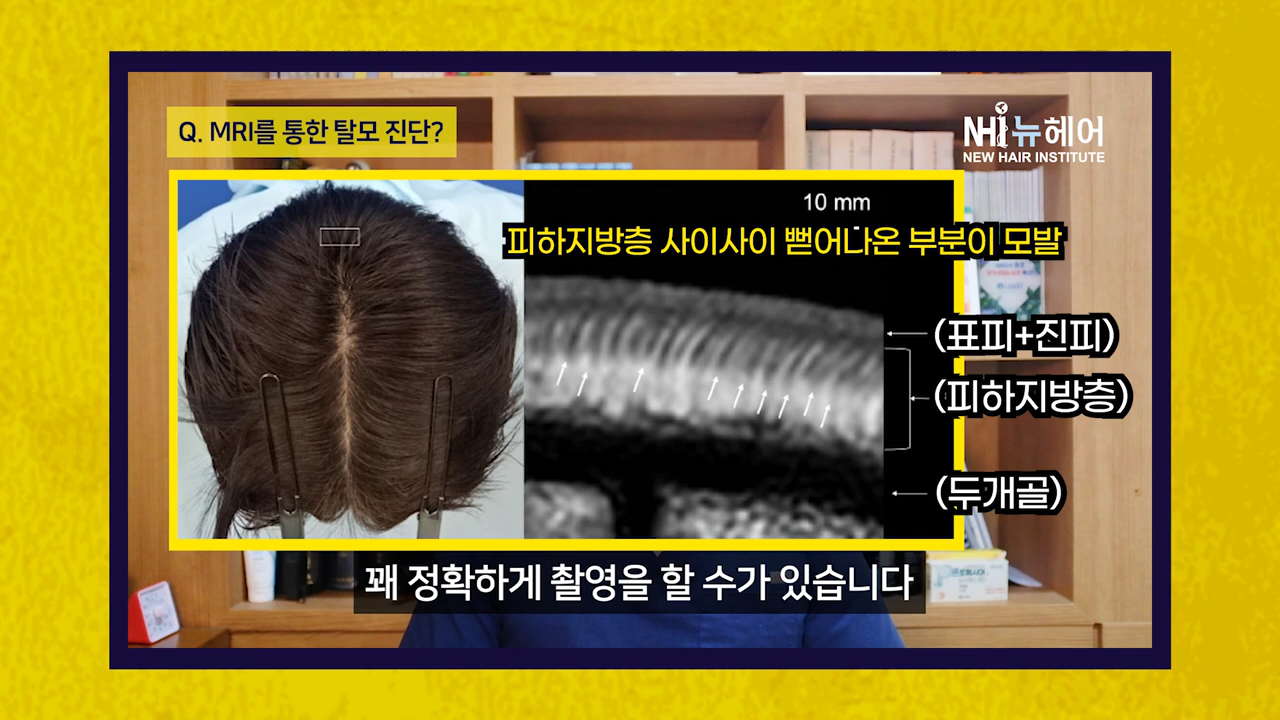 Q. MRI를 통한 탈모 진단?
NHI 뉴헤어
NEW HAIR INSTITUTE
10 mm
피하지방층 사이사이 뻗어나온 부분이 모발
(표피+진피)
(피하지방층)
(두개골)
꽤 정확하게 촬영을 할 수가 있습니다